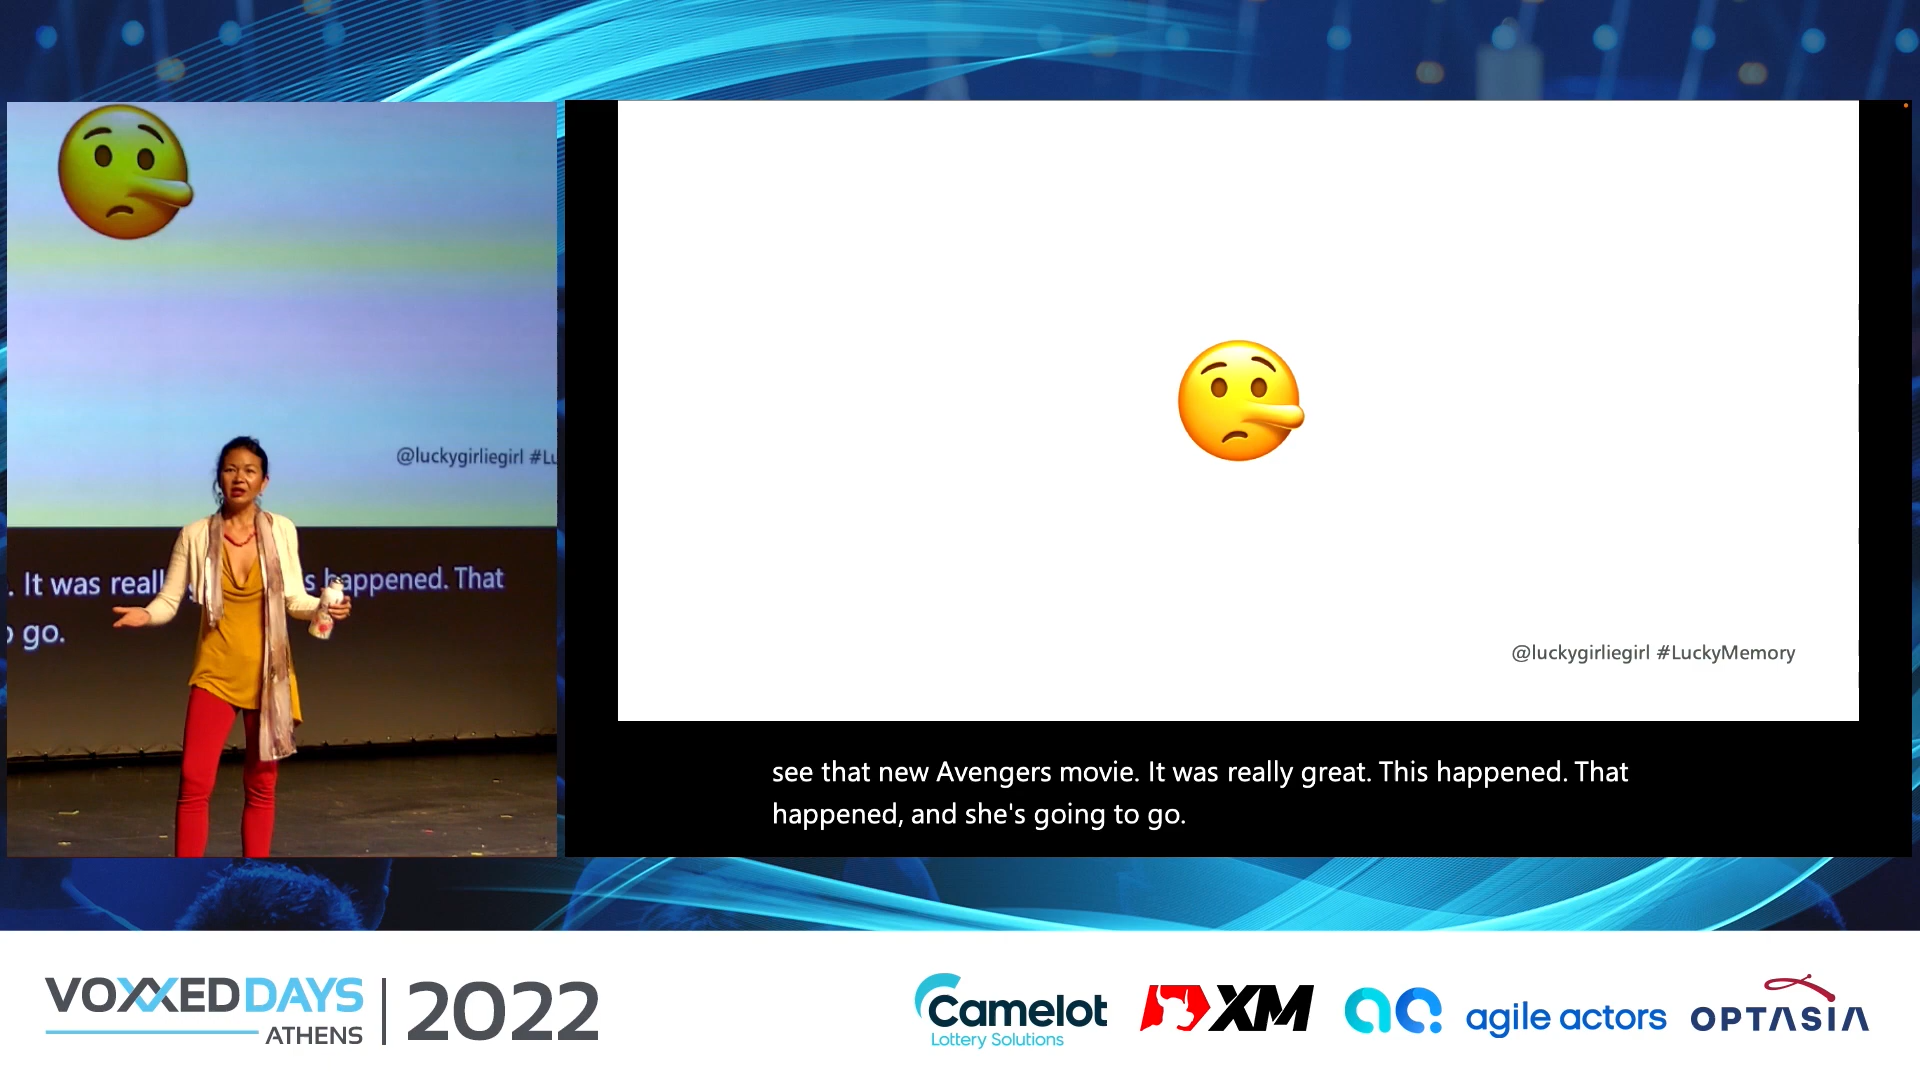 @luckygirliegirl #Lu
. It was reall s happened. That
go.
@luckygirliegirl #LuckyMemory
see that new Avengers movie. It was really great. This happened. That
happened, and she's going to go.
VOXXEDDAYS
ATHENS
2022
Camelot
Lottery Solutions
XM
agile actors
OPTASIA